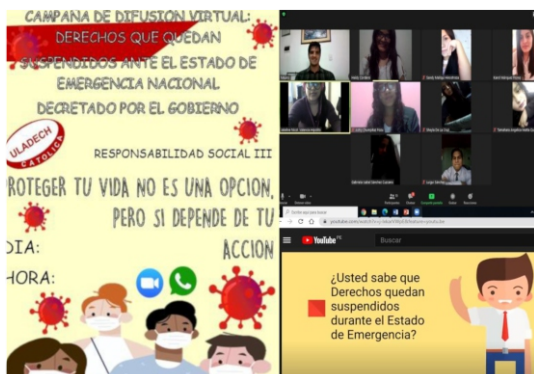 CAMPAÑA DE DIFUSIÓN VIRTUAL:
DERECHOS QUE QUEDAN
SUSPENDIDOS ANTE EL ESTADO DE
EMERGENCIA NACIONAL
DECRETADO POR EL GOBIERNO
ULADECH
CATÓLICA
RESPONSABILIDAD SOCIAL III
PROTEGER TU VIDA NO ES UNA OPCION,
PERO SI DEPENDE DE TU
ACCION
DIA:
HORA:
YouTube
Buscar
¿Usted sabe que
Derechos quedan
suspendidos
durante el Estado
de Emergencia?